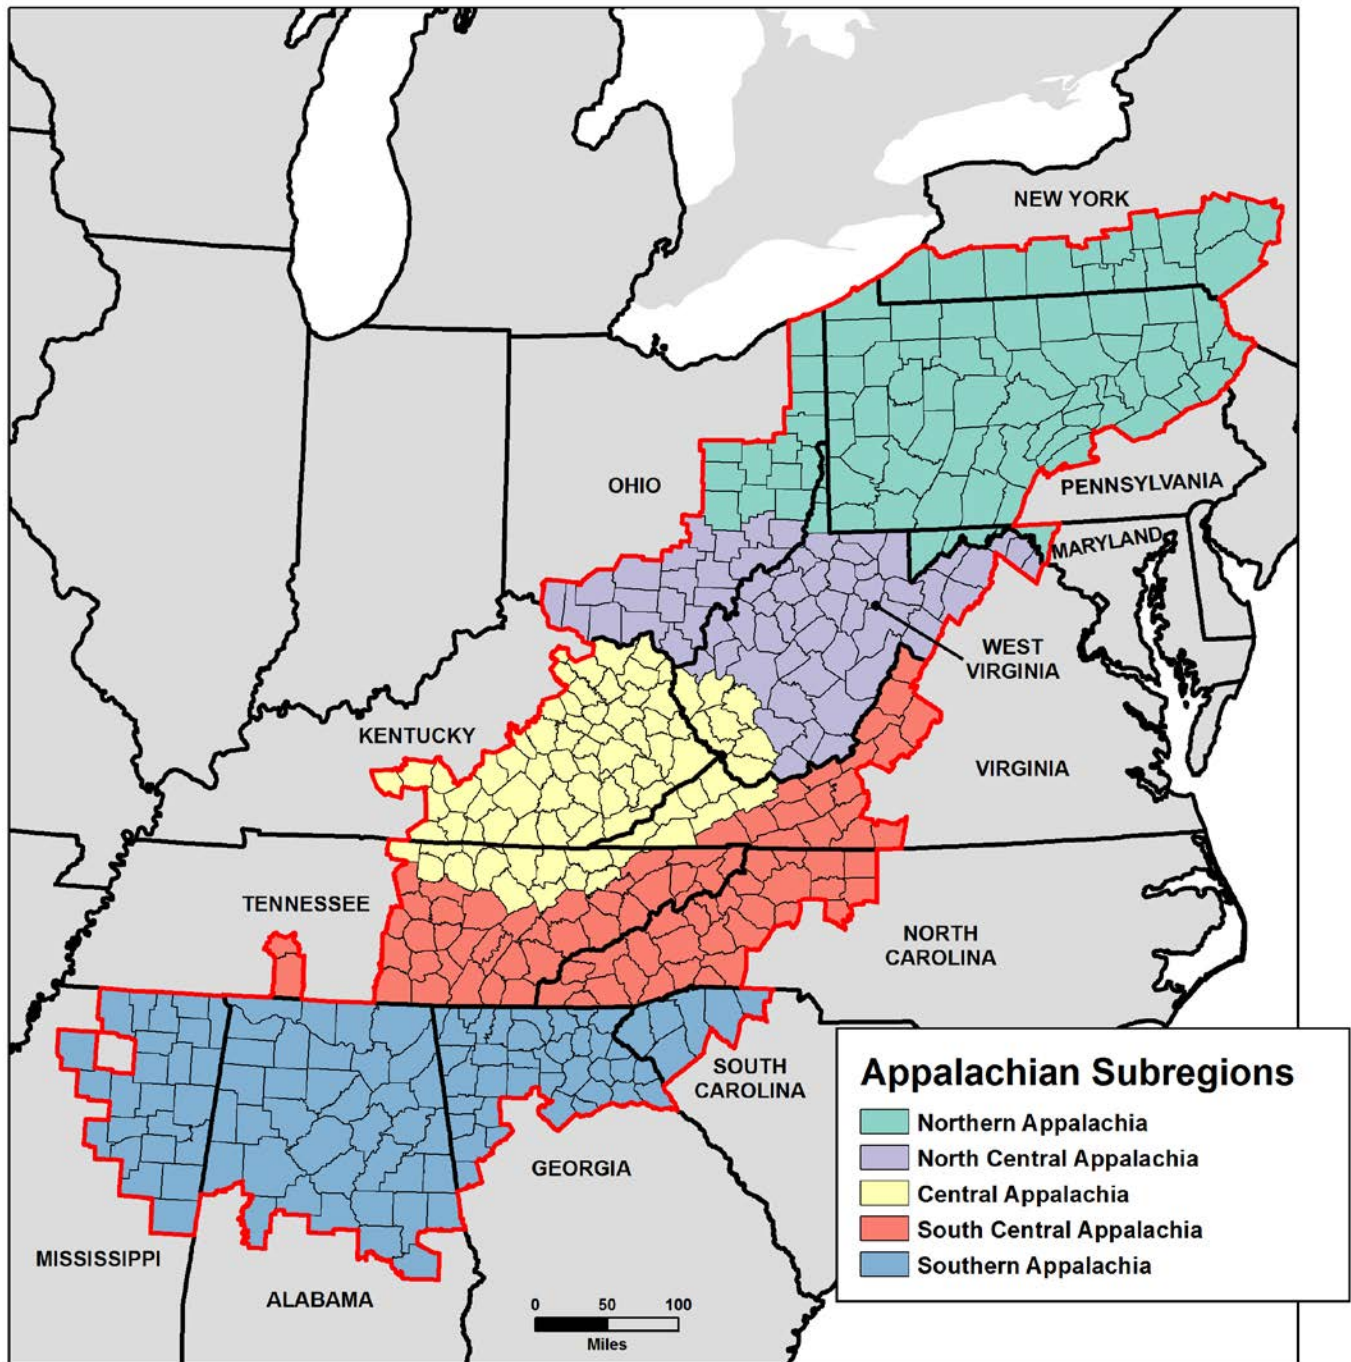 NEW YORK
OHIO
PENNSYLVANIA
MARYLAND
WEST
VIRGINIA
KENTUCKY
VIRGINIA
TENNESSEE
NORTH
CAROLINA
SOUTH
CAROLINA
GEORGIA
MISSISSIPPI
ALABAMA
0 50 100
Miles
Appalachian Subregions
Northern Appalachia
North Central Appalachia
Central Appalachia
South Central Appalachia
Southern Appalachia